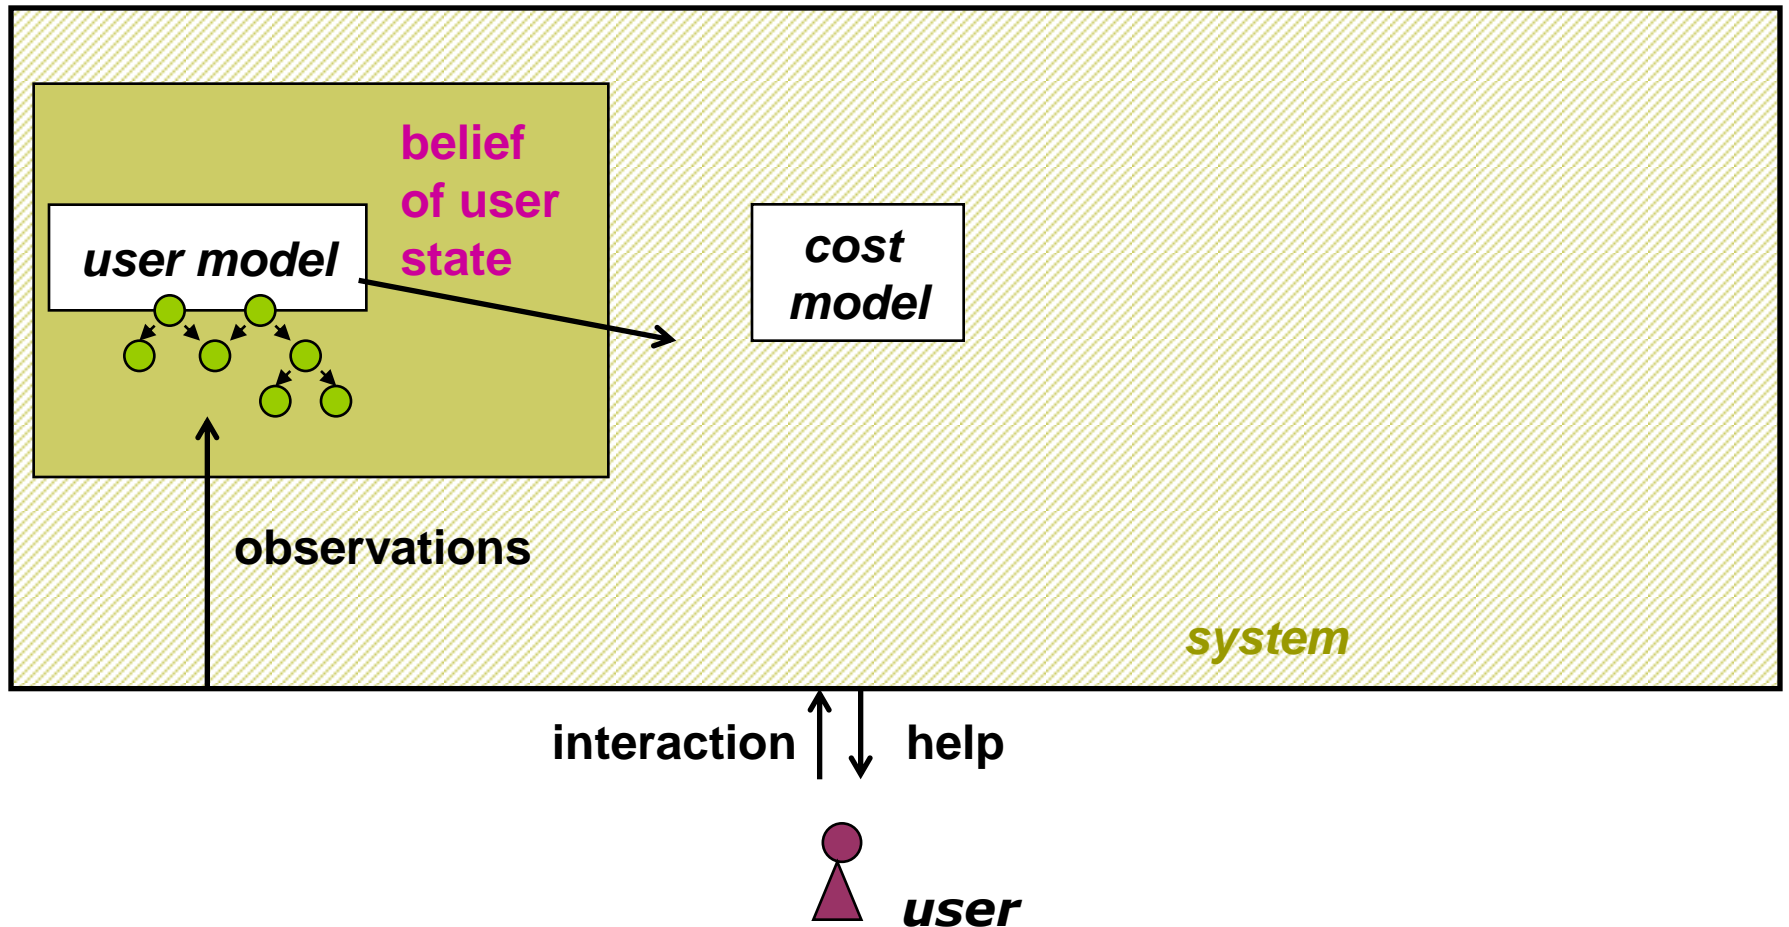 belief
of user
state
user model
cost
model
observations
system
interaction
help
user